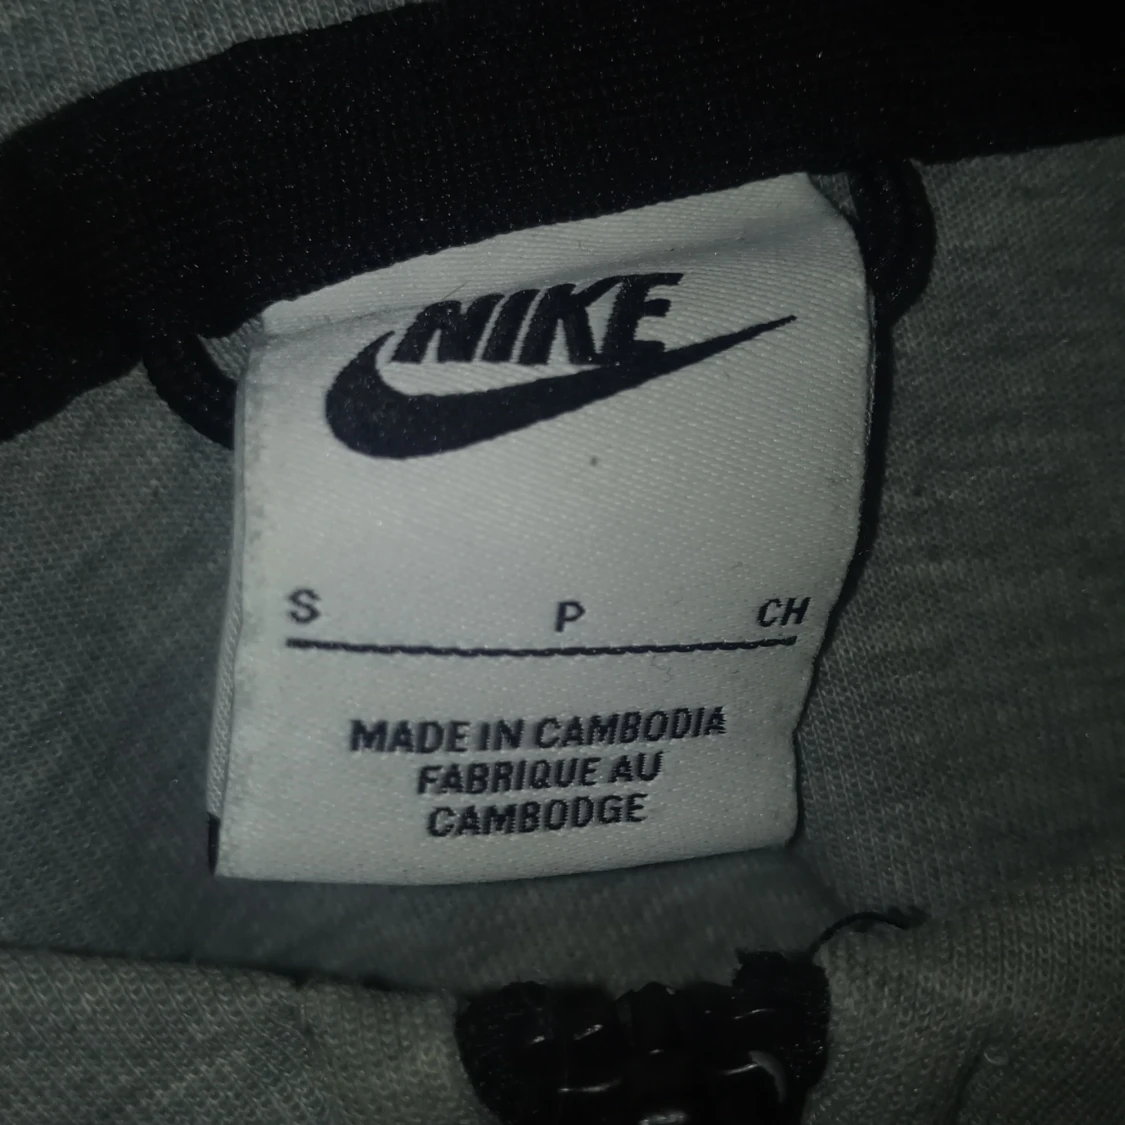 NIKE
S P CH
MADE IN CAMBODIA
FABRIQUE AU
CAMBODGE